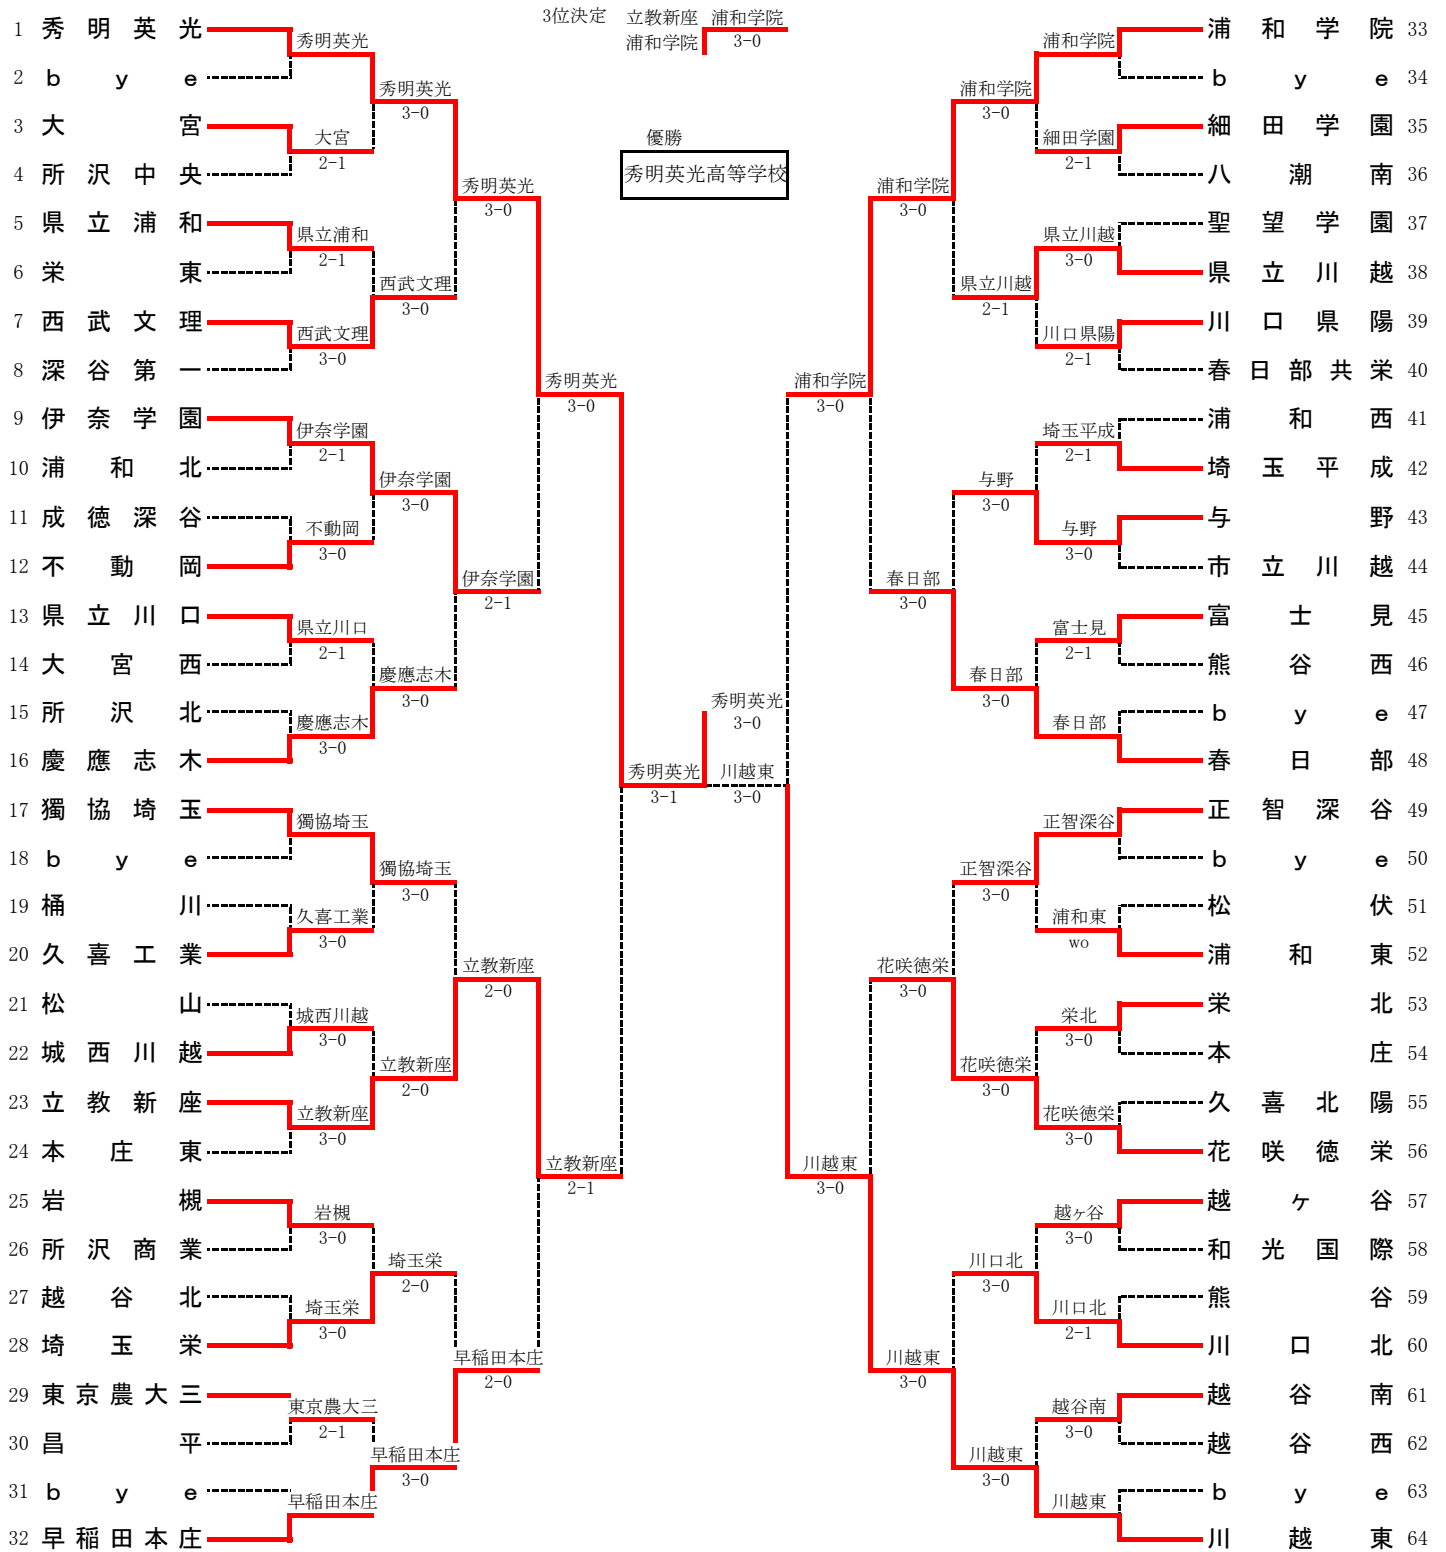 3位決定 立教新座 浦和学院
浦和学院 3-0
優勝
秀明英光高等学校
1 秀明英光
2 bye
3 大宮
4 所沢中央
5 県立浦和
6 栄東
7 西武文理
8 深谷第一
9 伊奈学園
10 浦和北
11 成徳深谷
12 不動岡
13 県立川口
14 大宮西
15 所沢北
16 慶應志木
17 獨協埼玉
18 bye
19 桶川
20 久喜工業
21 松山
22 城西川越
23 立教新座
24 本庄東
25 岩槻
26 所沢商業
27 越谷北
28 埼玉栄
29 東京農大三
30 昌平
31 bye
32 早稲田本庄
秀明英光
大宮
2-1
県立浦和
2-1
西武文理
3-0
伊奈学園
2-1
不動岡
3-0
県立川口
2-1
慶應志木
3-0
獨協埼玉
久喜工業
3-0
城西川越
3-0
立教新座
3-0
岩槻
3-0
埼玉栄
3-0
東京農大三
2-1
早稲田本庄
秀明英光
3-0
西武文理
3-0
伊奈学園
3-0
慶應志木
3-0
獨協埼玉
3-0
立教新座
2-0
埼玉栄
2-0
早稲田本庄
3-0
秀明英光
3-0
伊奈学園
2-1
立教新座
2-0
早稲田本庄
2-0
秀明英光
3-0
立教新座
2-1
秀明英光
3-1
秀明英光
3-0
川越東
3-0
浦和学院
3-0
川越東
3-0
浦和学院
3-0
春日部
3-0
花咲徳栄
3-0
川越東
3-0
浦和学院
3-0
県立川越
2-1
与野
3-0
春日部
3-0
正智深谷
3-0
花咲徳栄
3-0
川口北
3-0
川越東
3-0
浦和学院
細田学園
2-1
県立川越
3-0
川口県陽
2-1
埼玉平成
2-1
与野
3-0
富士見
2-1
春日部
正智深谷
浦和東
wo
栄北
3-0
花咲徳栄
3-0
越ヶ谷
3-0
川口北
2-1
越谷南
3-0
川越東
浦和学院 33
bye 34
細田学園 35
八潮南 36
聖望学園 37
県立川越 38
川口県陽 39
春日部共栄 40
浦和西 41
埼玉平成 42
与野 43
市立川越 44
富士見 45
熊谷西 46
bye 47
春日部 48
正智深谷 49
bye 50
松伏 51
浦和東 52
栄北 53
本庄 54
久喜北陽 55
花咲徳栄 56
越ヶ谷 57
和光国際 58
熊谷 59
川口北 60
越谷南 61
越谷西 62
bye 63
川越東 64